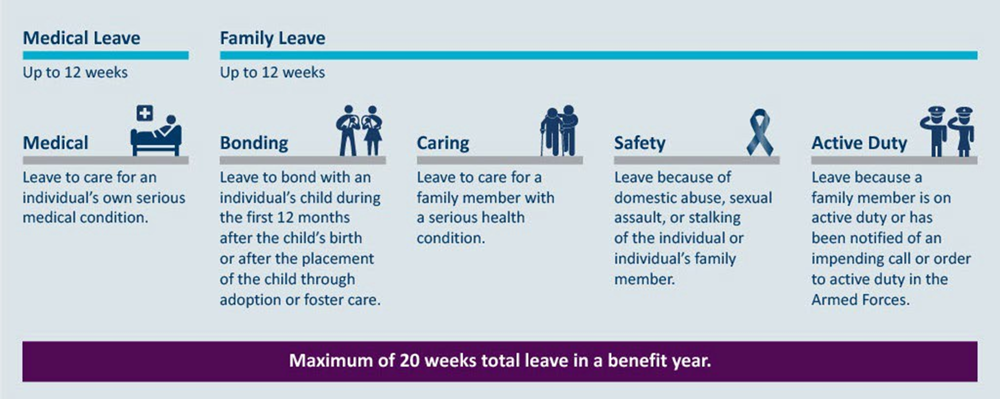 Medical Leave
Up to 12 weeks
Family Leave
Up to 12 weeks
Medical
Leave to care for an
individual’s own serious
medical condition.
Bonding
Leave to bond with an
individual’s child during
the first 12 months
after the child’s birth
or after the placement
of the child through
adoption or foster care.
Caring
Leave to care for a
family member with
a serious health
condition.
Safety
Leave because of
domestic abuse, sexual
assault, or stalking
of the individual or
individual’s family
member.
Active Duty
Leave because a
family member is on
active duty or has
been notified of an
impending call or order
to active duty in the
Armed Forces.
Maximum of 20 weeks total leave in a benefit year.